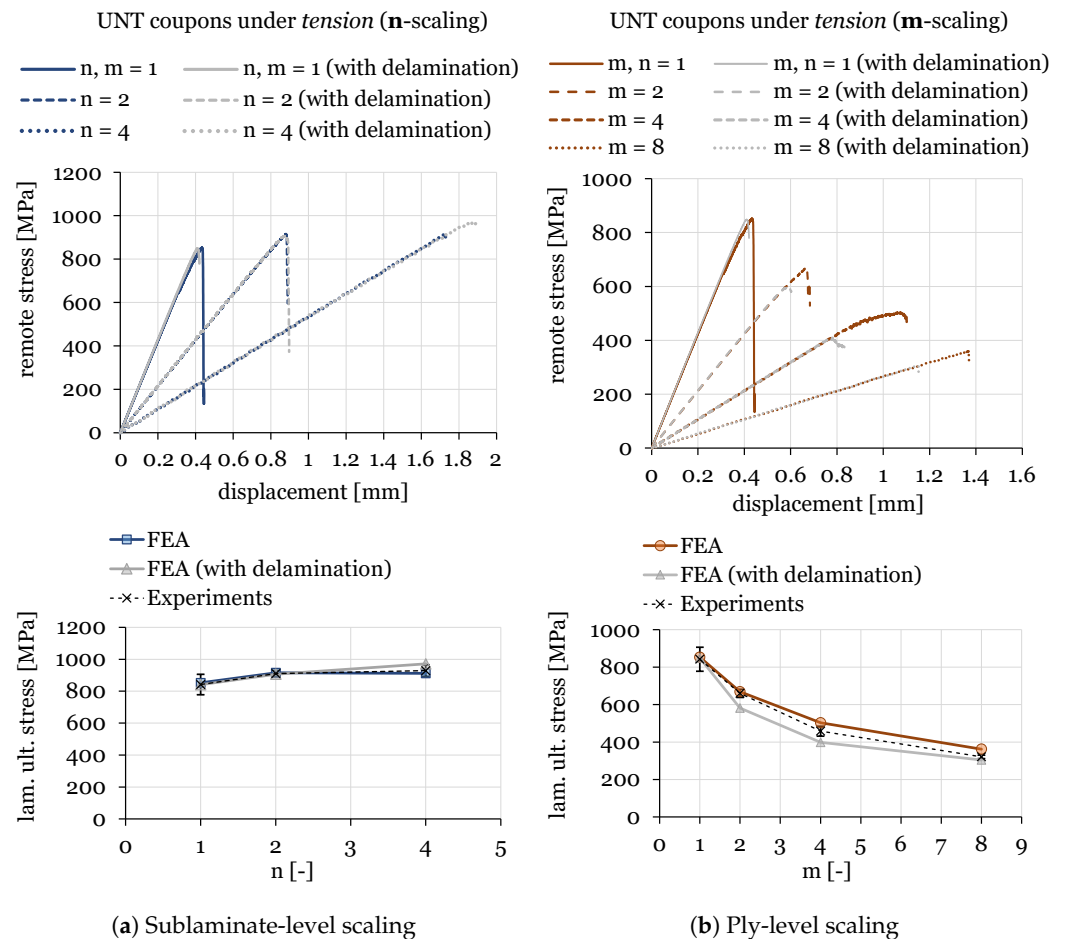 UNT coupons under tension (n-scaling)
n, m = 1
n, m = 1 (with delamination)
n = 2
n = 2 (with delamination)
n = 4
n = 4 (with delamination)
remote stress [MPa]
1200
1000
800
600
400
200
0
0 0.2 0.4 0.6 0.8 1 1.2 1.4 1.6 1.8 2
displacement [mm]
FEA
FEA (with delamination)
Experiments
lam. ult. stress [MPa]
1200
1000
800
600
400
200
0
0 1 2 3 4 5
n [-]
(a) Sublaminate-level scaling
UNT coupons under tension (m-scaling)
m, n = 1
m, n = 1 (with delamination)
m = 2
m = 2 (with delamination)
m = 4
m = 4 (with delamination)
m = 8
m = 8 (with delamination)
remote stress [MPa]
1000
800
600
400
200
0
0 0.2 0.4 0.6 0.8 1 1.2 1.4 1.6
displacement [mm]
FEA
FEA (with delamination)
Experiments
lam. ult. stress [MPa]
1000
800
600
400
200
0
0 1 2 3 4 5 6 7 8 9
m [-]
(b) Ply-level scaling